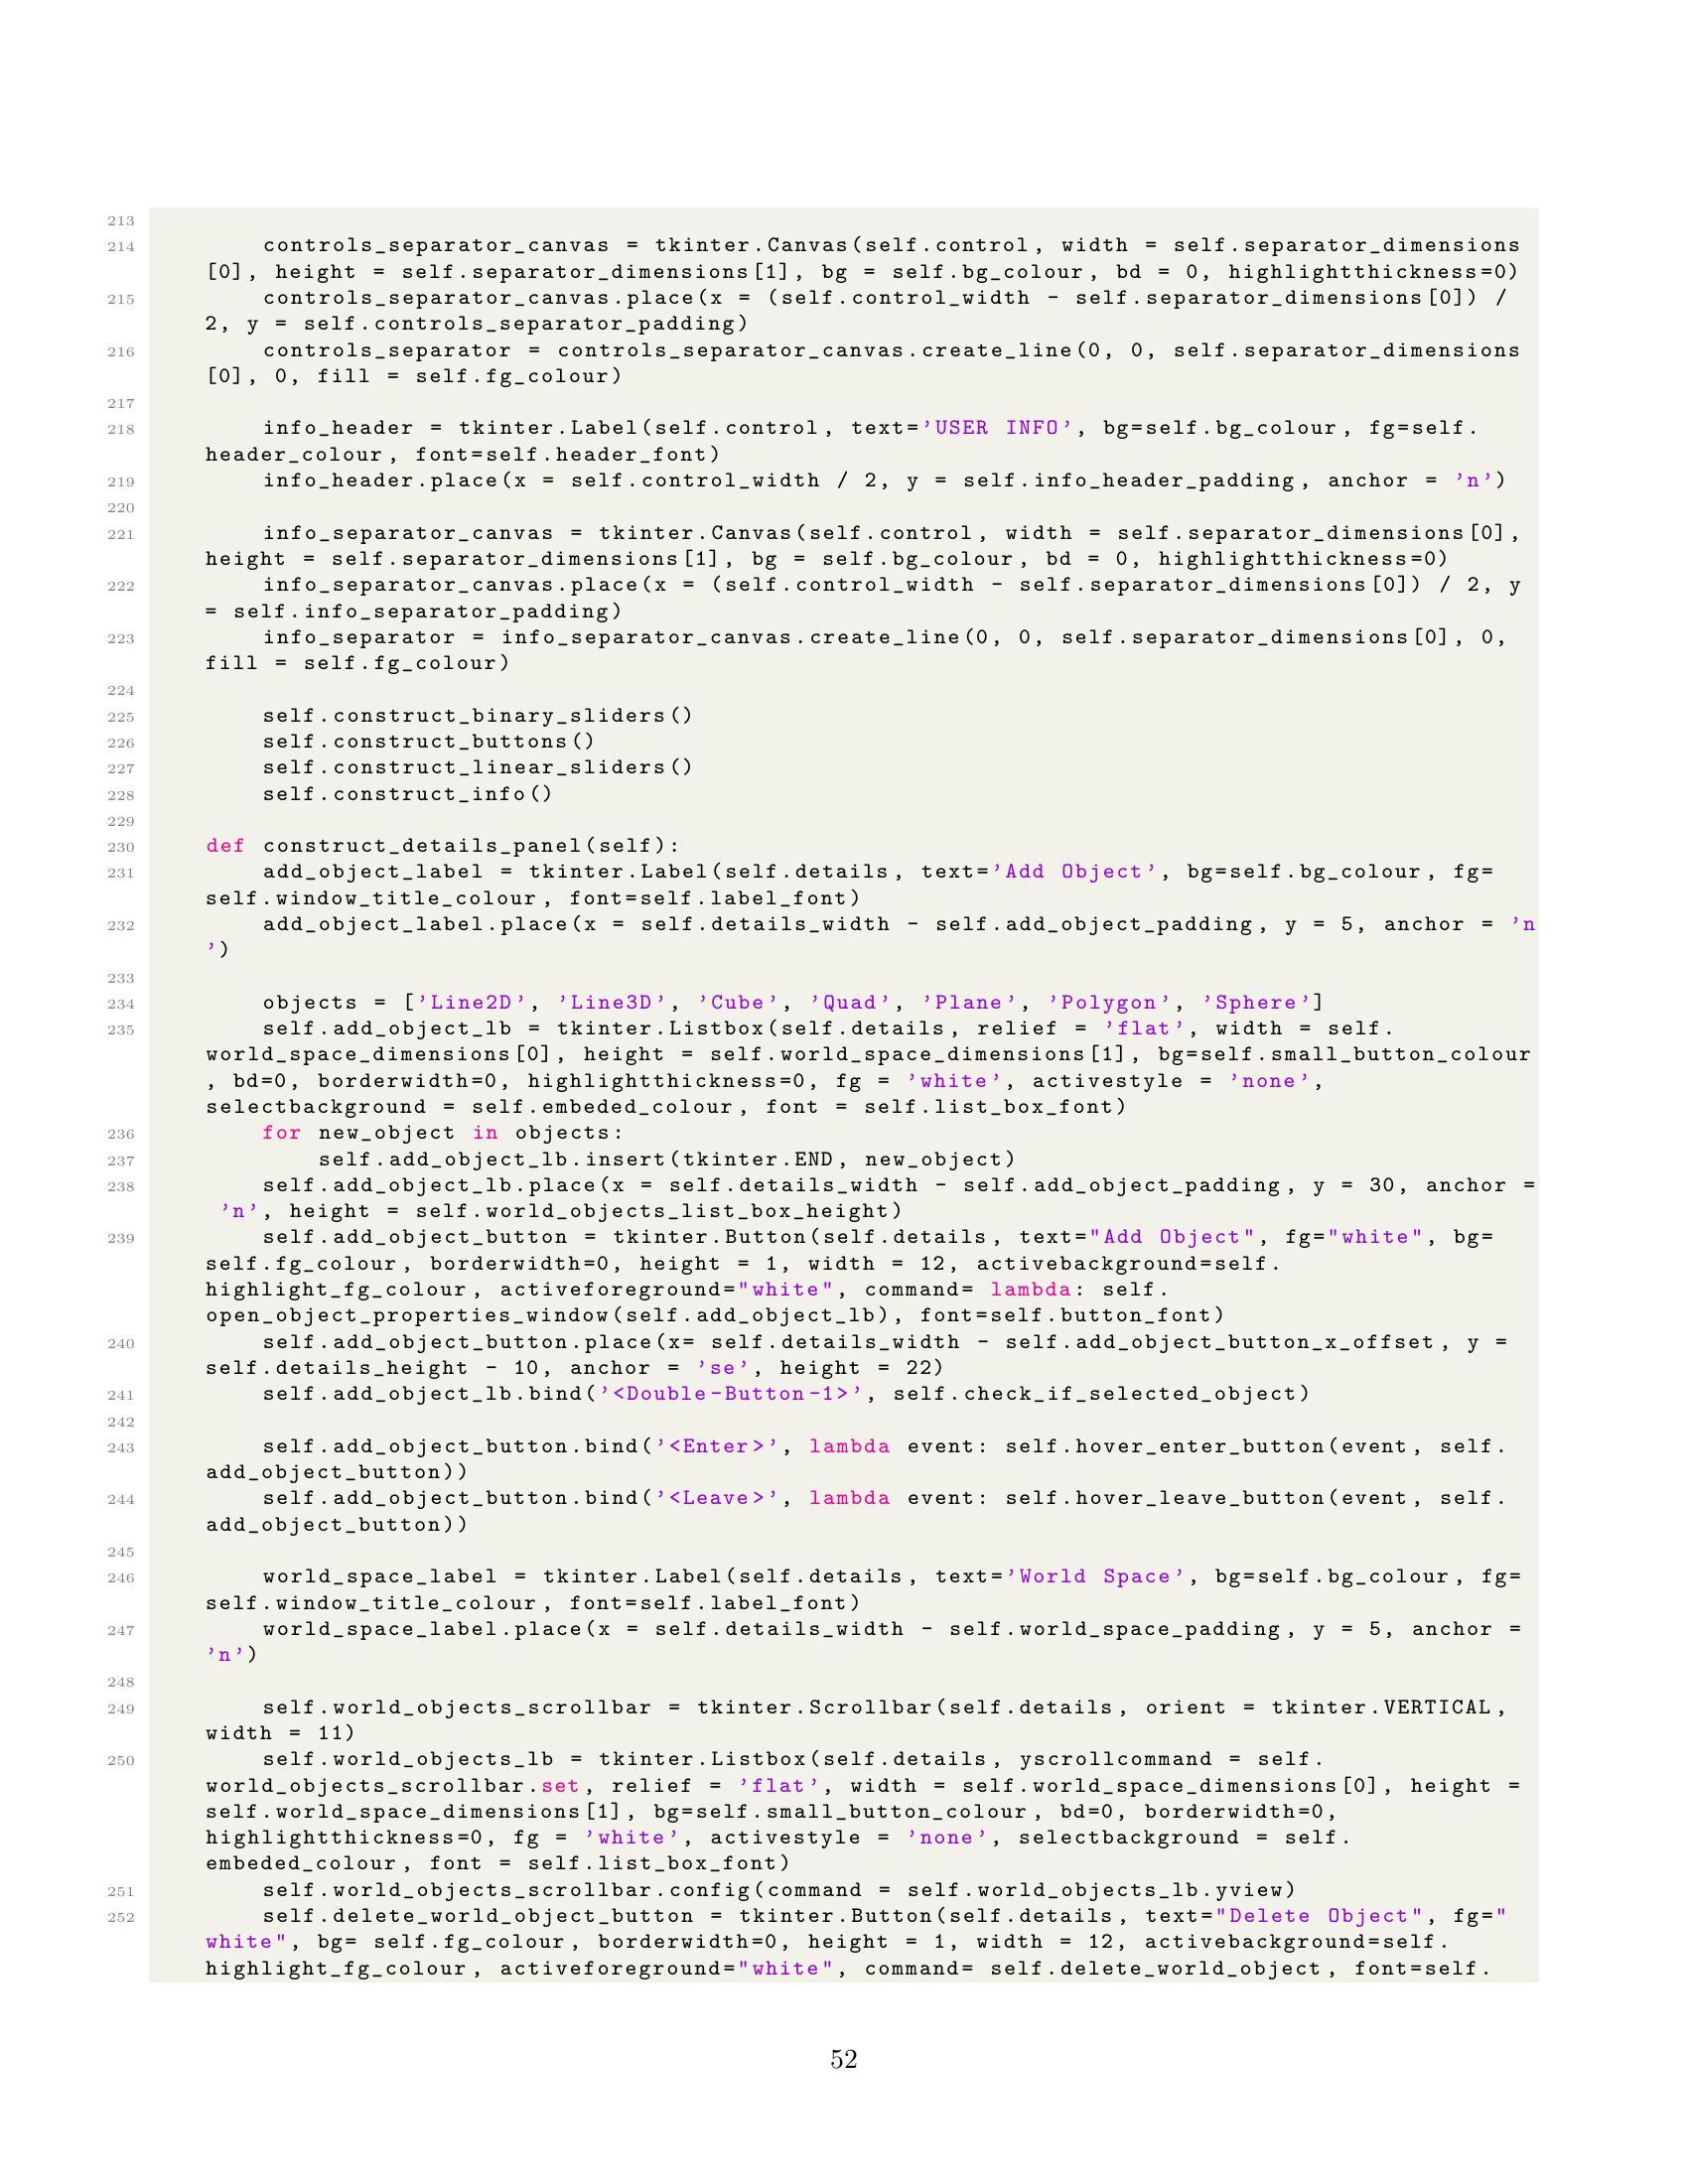 213
214         controls_separator_canvas = tkinter.Canvas(self.control, width = self.separator_dimensions
[0], height = self.separator_dimensions[1], bg = self.bg_colour, bd = 0, highlightthickness=0)
215         controls_separator_canvas.place(x = (self.control_width - self.separator_dimensions[0]) /
2, y = self.controls_separator_padding)
216         controls_separator = controls_separator_canvas.create_line(0, 0, self.separator_dimensions
[0], 0, fill = self.fg_colour)
217
218         info_header = tkinter.Label(self.control, text='USER INFO', bg=self.bg_colour, fg=self.
header_colour, font=self.header_font)
219         info_header.place(x = self.control_width / 2, y = self.info_header_padding, anchor = 'n')
220
221         info_separator_canvas = tkinter.Canvas(self.control, width = self.separator_dimensions[0],
height = self.separator_dimensions[1], bg = self.bg_colour, bd = 0, highlightthickness=0)
222         info_separator_canvas.place(x = (self.control_width - self.separator_dimensions[0]) / 2, y
= self.info_separator_padding)
223         info_separator = info_separator_canvas.create_line(0, 0, self.separator_dimensions[0], 0,
fill = self.fg_colour)
224
225         self.construct_binary_sliders()
226         self.construct_buttons()
227         self.construct_linear_sliders()
228         self.construct_info()
229
230     def construct_details_panel(self):
231         add_object_label = tkinter.Label(self.details, text='Add Object', bg=self.bg_colour, fg=
self.window_title_colour, font=self.label_font)
232         add_object_label.place(x = self.details_width - self.add_object_padding, y = 5, anchor = 'n
')
233
234         objects = ['Line2D', 'Line3D', 'Cube', 'Quad', 'Plane', 'Polygon', 'Sphere']
235         self.add_object_lb = tkinter.Listbox(self.details, relief = 'flat', width = self.
world_space_dimensions[0], height = self.world_space_dimensions[1], bg=self.small_button_colour
, bd=0, borderwidth=0, highlightthickness=0, fg = 'white', activestyle = 'none',
selectbackground = self.embeded_colour, font = self.list_box_font)
236         for new_object in objects:
237             self.add_object_lb.insert(tkinter.END, new_object)
238         self.add_object_lb.place(x = self.details_width - self.add_object_padding, y = 30, anchor =
'n', height = self.world_objects_list_box_height)
239         self.add_object_button = tkinter.Button(self.details, text="Add Object", fg="white", bg=
self.fg_colour, borderwidth=0, height = 1, width = 12, activebackground=self.
highlight_fg_colour, activeforeground="white", command= lambda: self.
open_object_properties_window(self.add_object_lb), font=self.button_font)
240         self.add_object_button.place(x= self.details_width - self.add_object_button_x_offset, y =
self.details_height - 10, anchor = 'se', height = 22)
241         self.add_object_lb.bind('<Double-Button-1>', self.check_if_selected_object)
242
243         self.add_object_button.bind('<Enter>', lambda event: self.hover_enter_button(event, self.
add_object_button))
244         self.add_object_button.bind('<Leave>', lambda event: self.hover_leave_button(event, self.
add_object_button))
245
246         world_space_label = tkinter.Label(self.details, text='World Space', bg=self.bg_colour, fg=
self.window_title_colour, font=self.label_font)
247         world_space_label.place(x = self.details_width - self.world_space_padding, y = 5, anchor =
'n')
248
249         self.world_objects_scrollbar = tkinter.Scrollbar(self.details, orient = tkinter.VERTICAL,
width = 11)
250         self.world_objects_lb = tkinter.Listbox(self.details, yscrollcommand = self.
world_objects_scrollbar.set, relief = 'flat', width = self.world_space_dimensions[0], height =
self.world_space_dimensions[1], bg=self.small_button_colour, bd=0, borderwidth=0,
highlightthickness=0, fg = 'white', activestyle = 'none', selectbackground = self.
embeded_colour, font = self.list_box_font)
251         self.world_objects_scrollbar.config(command = self.world_objects_lb.yview)
252         self.delete_world_object_button = tkinter.Button(self.details, text="Delete Object", fg="
white", bg= self.fg_colour, borderwidth=0, height = 1, width = 12, activebackground=self.
highlight_fg_colour, activeforeground="white", command= self.delete_world_object, font=self.
52